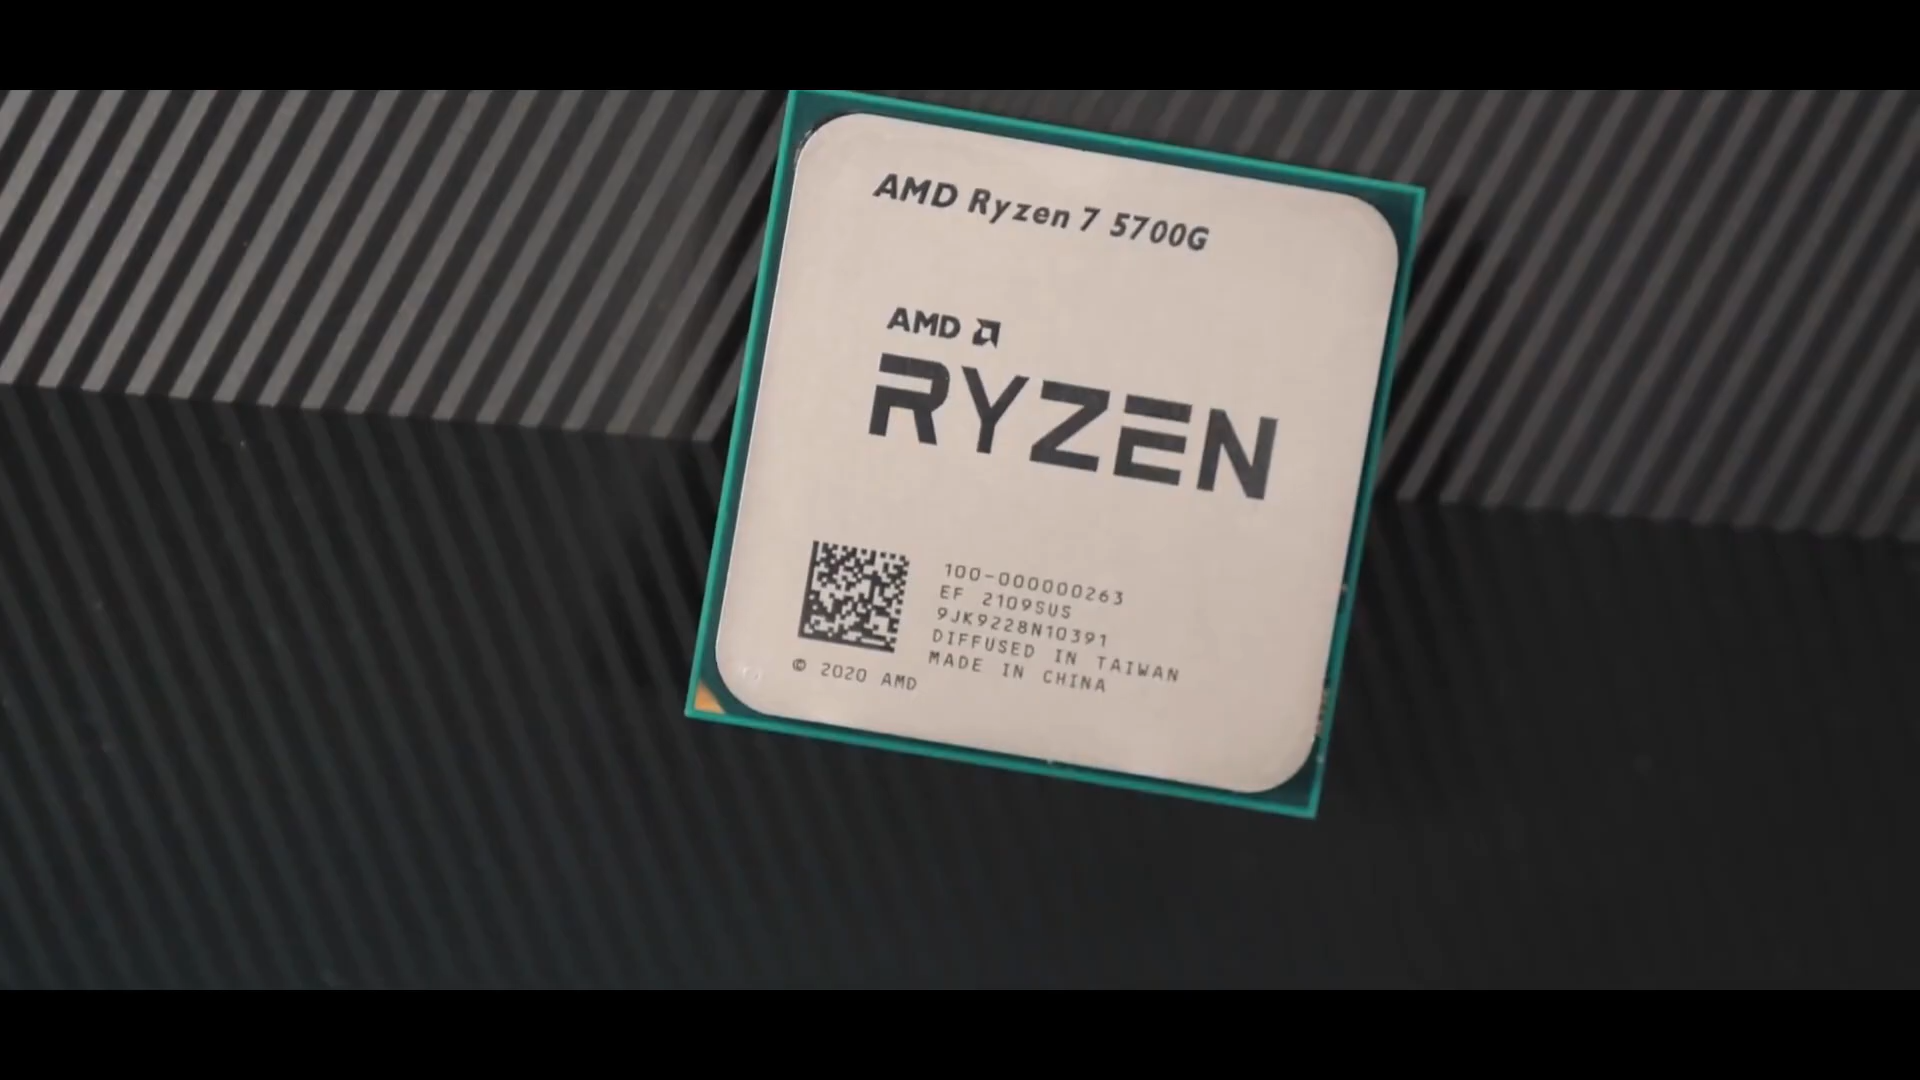 AMD Ryzen 7 5700G
AMD
RYZEN
100-000000263
EF 2109SUS
9JK9228N10391
DIFFUSED IN TAIWAN
MADE IN CHINA
© 2020 AMD